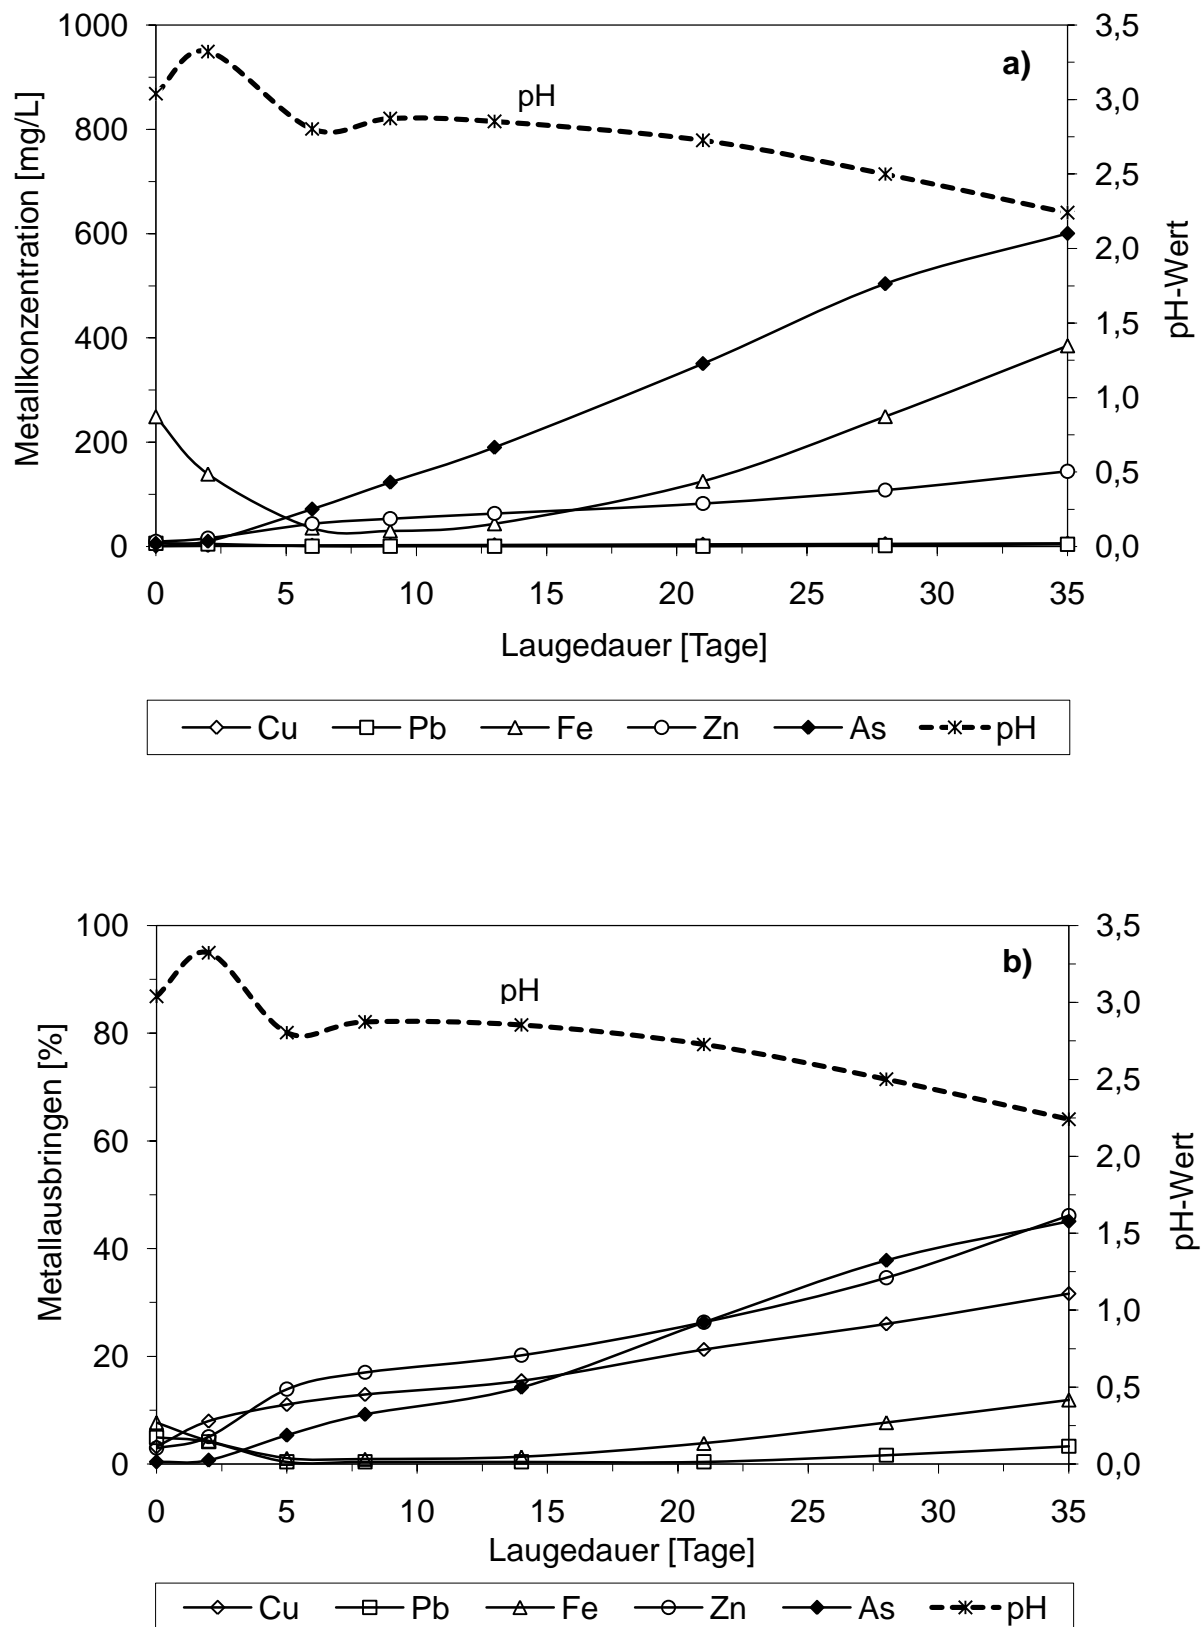 1000
800
600
400
200
0
Metallkonzentration [mg/L]
a)
pH
3,5
3,0
2,5
2,0
1,5
1,0
0,5
0,0
pH-Wert
0 5 10 15 20 25 30 35
Laugedauer [Tage]
Cu Pb Fe Zn As pH
100
80
60
40
20
0
Metallausbringen [%]
b)
pH
3,5
3,0
2,5
2,0
1,5
1,0
0,5
0,0
pH-Wert
0 5 10 15 20 25 30 35
Laugedauer [Tage]
Cu Pb Fe Zn As pH